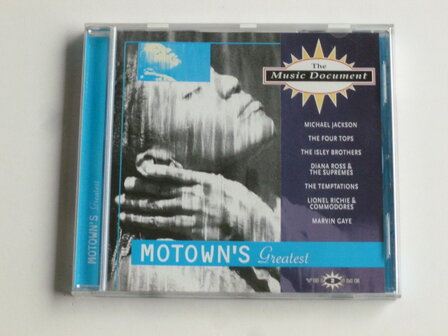 The
Music Document
MICHAEL JACKSON
THE FOUR TOPS
THE ISLEY BROTHERS
DIANA ROSS &
THE SUPREMES
THE TEMPTATIONS
LIONEL RICHIE &
COMMODORES
MARVIN GAYE
MOTOWN'S Greatest
MOTOWN'S Greatest